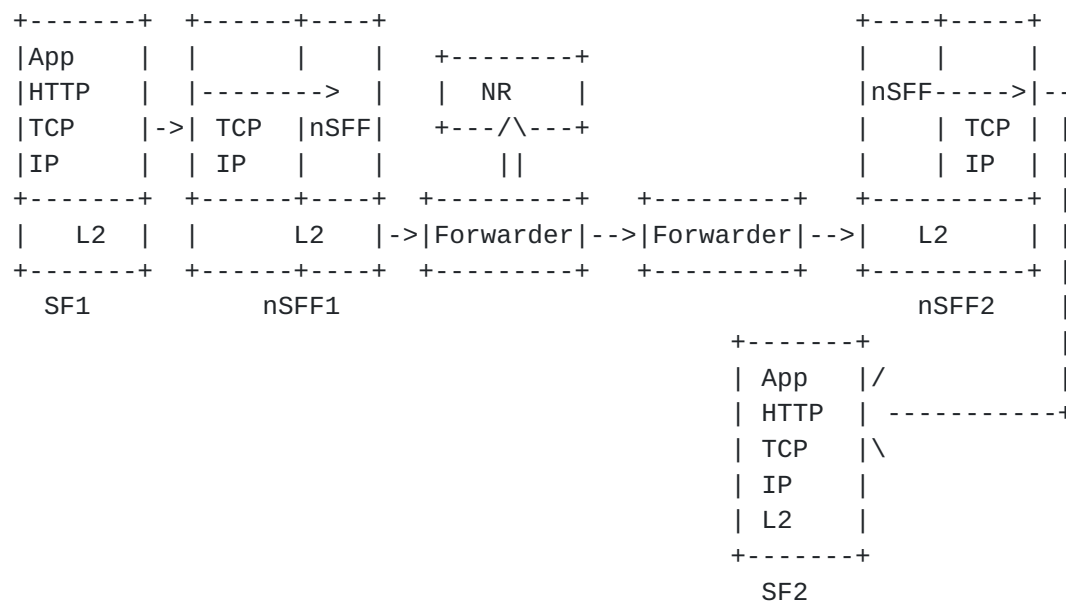 +-------+  +------+----+                                +----+-----+
|App    |  |      |    |   +--------+                   |    |     |
|HTTP   |  |--------> |   |  NR    |                   |nSFF----->|--
|TCP    |->| TCP  |nSFF|   +---/\---+                   |    | TCP | |
|IP     |  | IP   |    |       ||                       |    | IP  | |
+-------+  +------+----+  +---------+   +---------+     +----------+ |
|   L2  |  |      L2   |->|Forwarder|-->|Forwarder|-->|   L2      | |
+-------+  +------+----+  +---------+   +---------+     +----------+ |
SF1         nSFF1                                       nSFF2    |
+-------+             |
| App   |/            |
| HTTP  | -----------+
| TCP   |\
| IP    |
| L2    |
+-------+
SF2